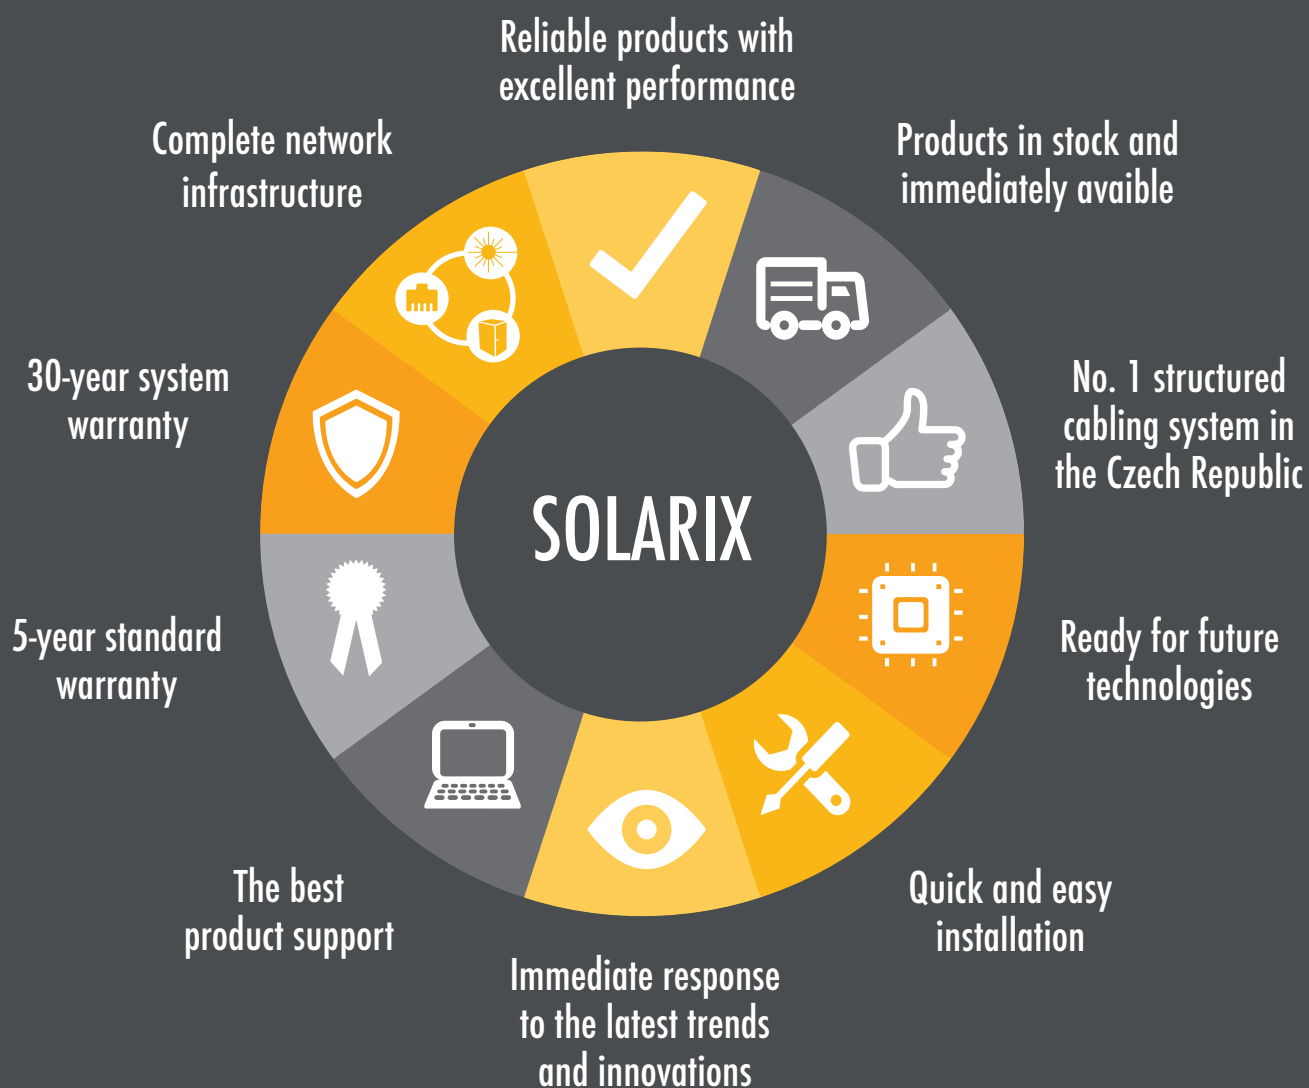 Reliable products with
excellent performance
Products in stock and
immediately avaible
No. 1 structured
cabling system in
the Czech Republic
Ready for future
technologies
Quick and easy
installation
Immediate response
to the latest trends
and innovations
The best
product support
5-year standard
warranty
30-year system
warranty
Complete network
infrastructure
SOLARIX